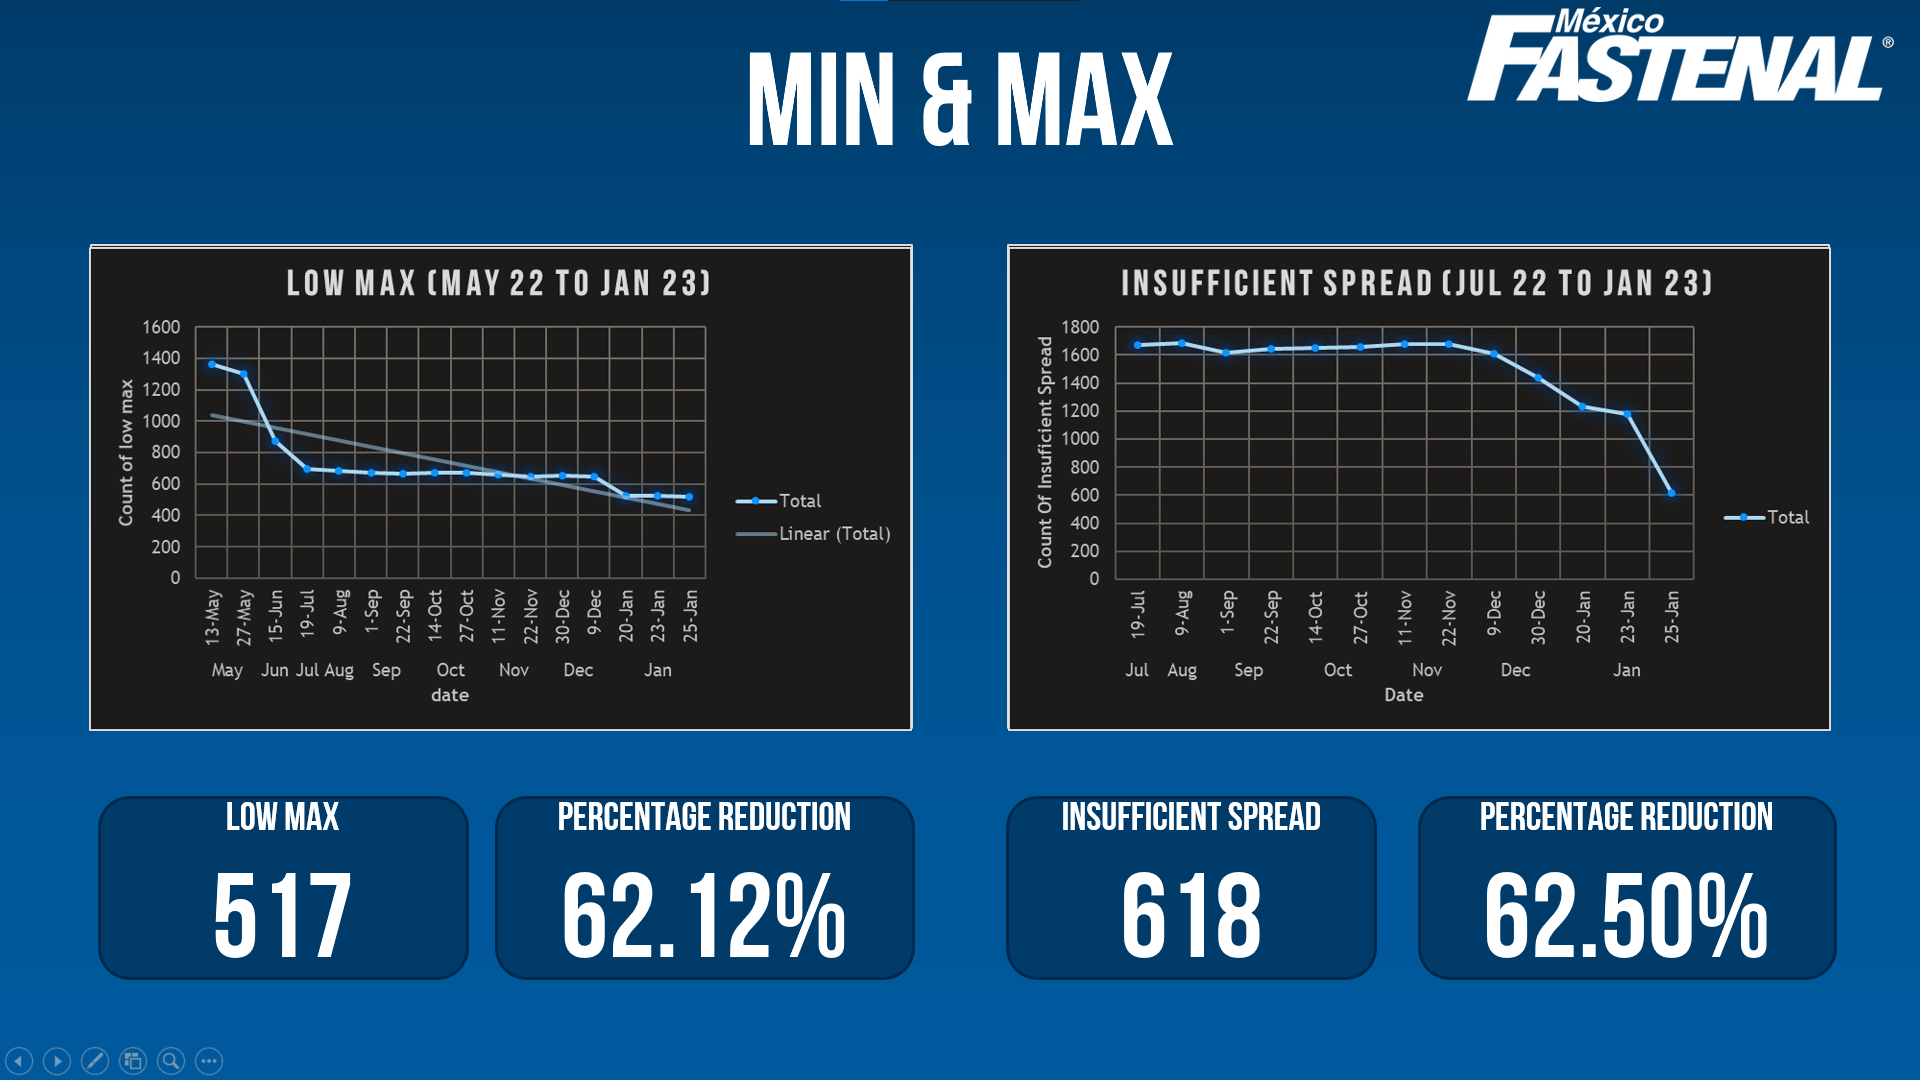 México
FASTENAL®
MIN & MAX
LOW MAX (MAY 22 TO JAN 23)
Count of low max
1600
1400
1200
1000
800
600
400
200
0
13-May
27-May
15-Jun
19-Jul
9-Aug
1-Sep
22-Sep
14-Oct
27-Oct
11-Nov
22-Nov
30-Dec
9-Dec
20-Jan
23-Jan
25-Jan
May Jun Jul Aug Sep Oct Nov Dec Jan
date
Total
Linear (Total)
INSUFFICIENT SPREAD (JUL 22 TO JAN 23)
Count Of Insuficient Spread
1800
1600
1400
1200
1000
800
600
400
200
0
19-Jul
9-Aug
1-Sep
22-Sep
14-Oct
27-Oct
11-Nov
22-Nov
9-Dec
30-Dec
20-Jan
23-Jan
25-Jan
Jul Aug Sep Oct Nov Dec Jan
Date
Total
LOW MAX
517
PERCENTAGE REDUCTION
62.12%
INSUFFICIENT SPREAD
618
PERCENTAGE REDUCTION
62.50%